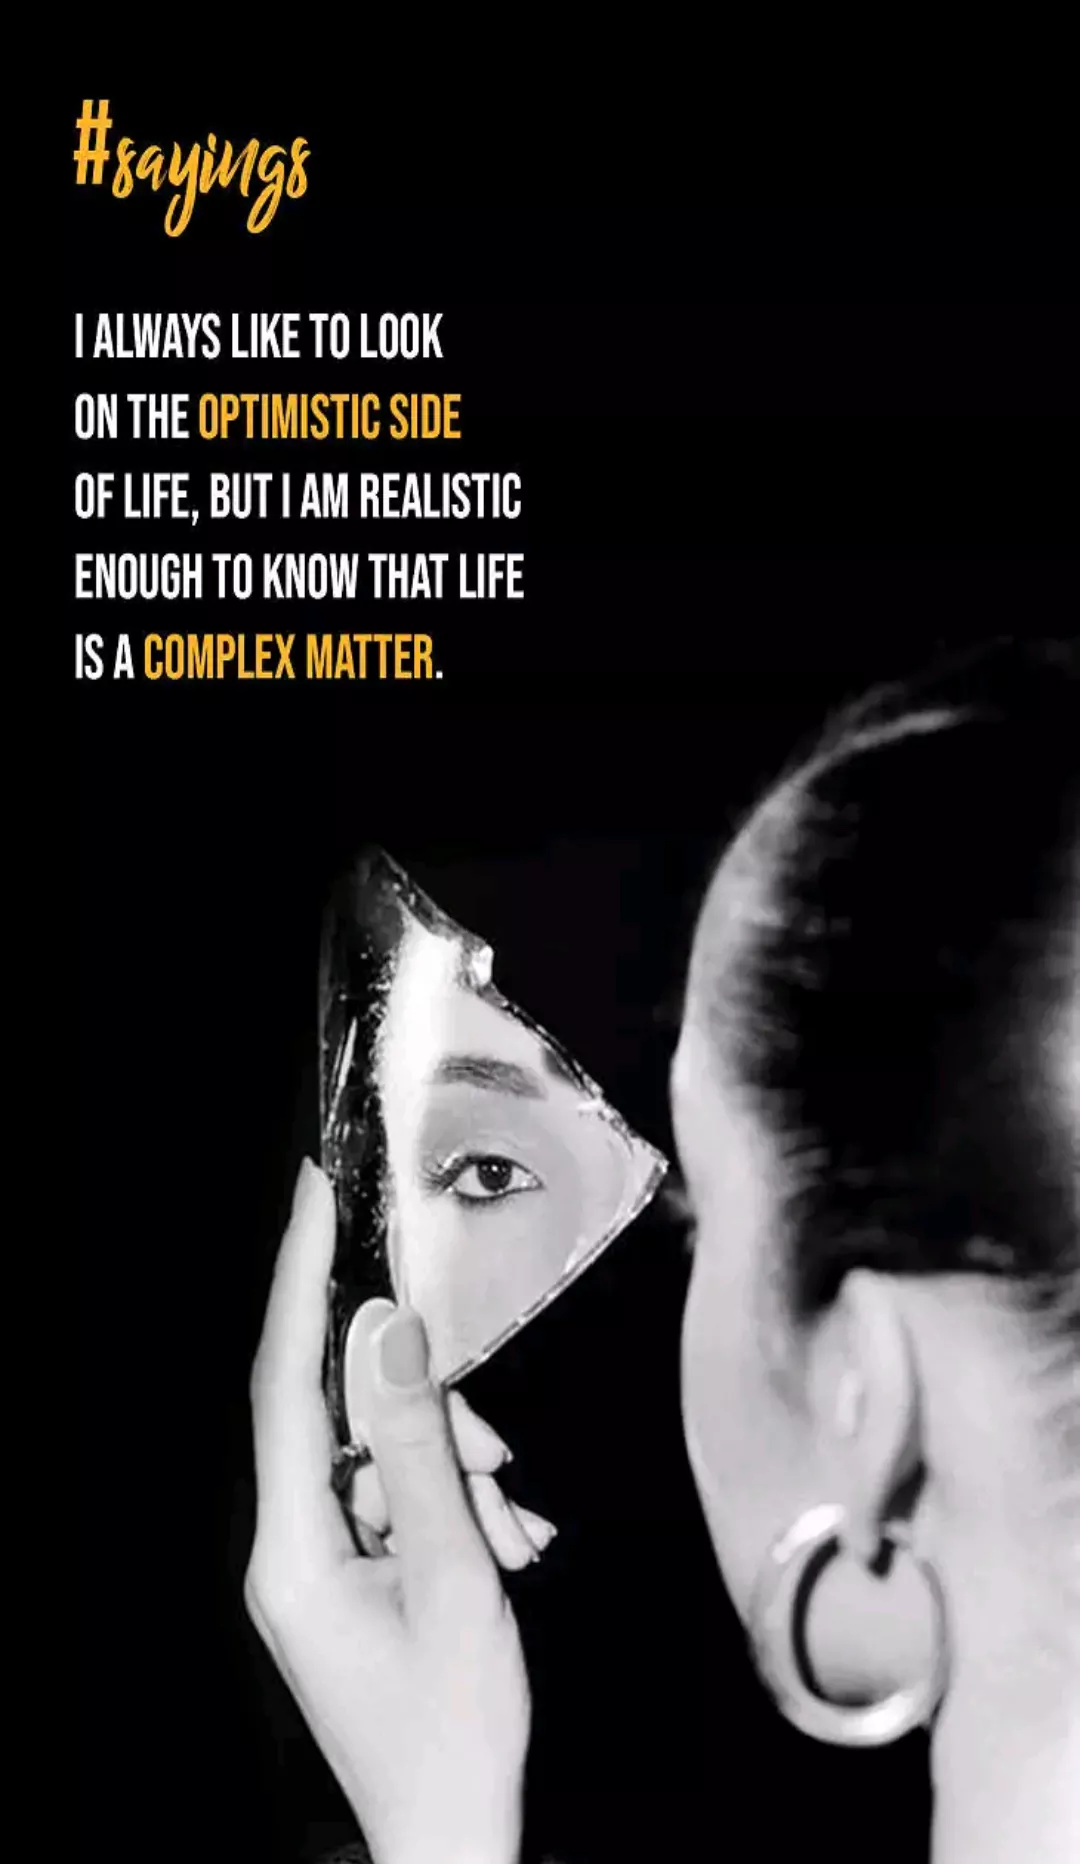 #sayings
I ALWAYS LIKE TO LOOK
ON THE OPTIMISTIC SIDE
OF LIFE, BUT I AM REALISTIC
ENOUGH TO KNOW THAT LIFE
IS A COMPLEX MATTER.